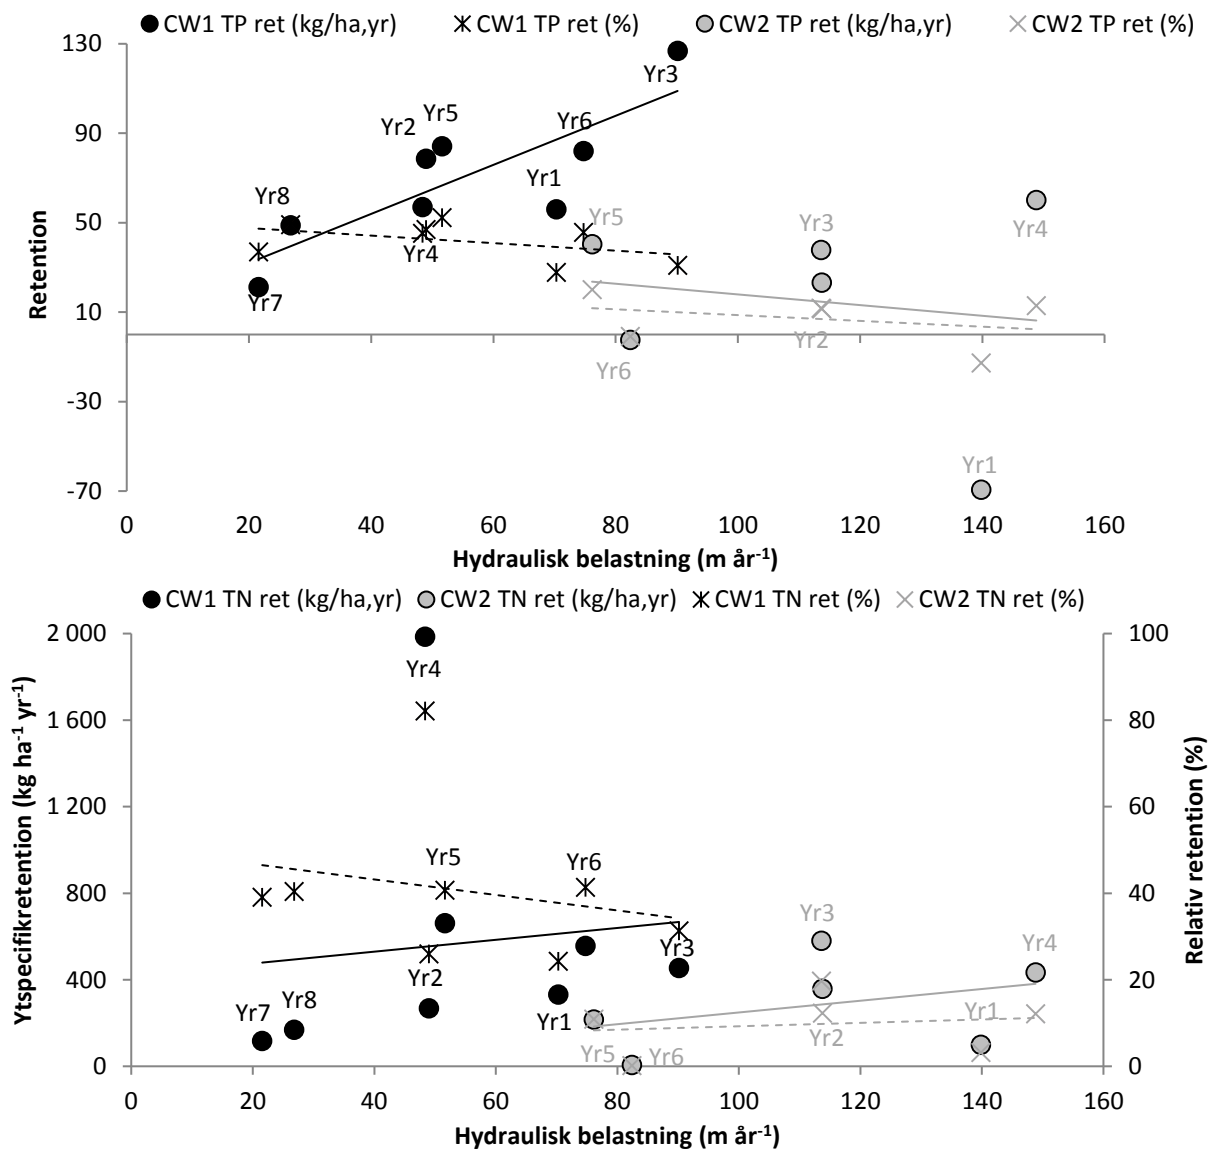 CW1 TP ret (kg/ha,yr) CW1 TP ret (%) CW2 TP ret (kg/ha,yr) CW2 TP ret (%)
130
90
50
10
-30
-70
Retention
Yr3
Yr5
Yr2
Yr6
Yr1
Yr8
Yr4
Yr7
Yr5
Yr3
Yr4
Yr2
Yr6
Yr1
0 20 40 60 80 100 120 140 160
Hydraulisk belastning (m år-1)
CW1 TN ret (kg/ha,yr) CW2 TN ret (kg/ha,yr) CW1 TN ret (%) CW2 TN ret (%)
2 000
1 600
1 200
800
400
0
Ytspecifikretention (kg ha-1 yr-1)
100
80
60
40
20
0
Relativ retention (%)
Yr4
Yr5
Yr6
Yr3
Yr2
Yr8
Yr7
Yr1
Yr3
Yr4
Yr1
Yr2
Yr5
Yr6
0 20 40 60 80 100 120 140 160
Hydraulisk belastning (m år-1)